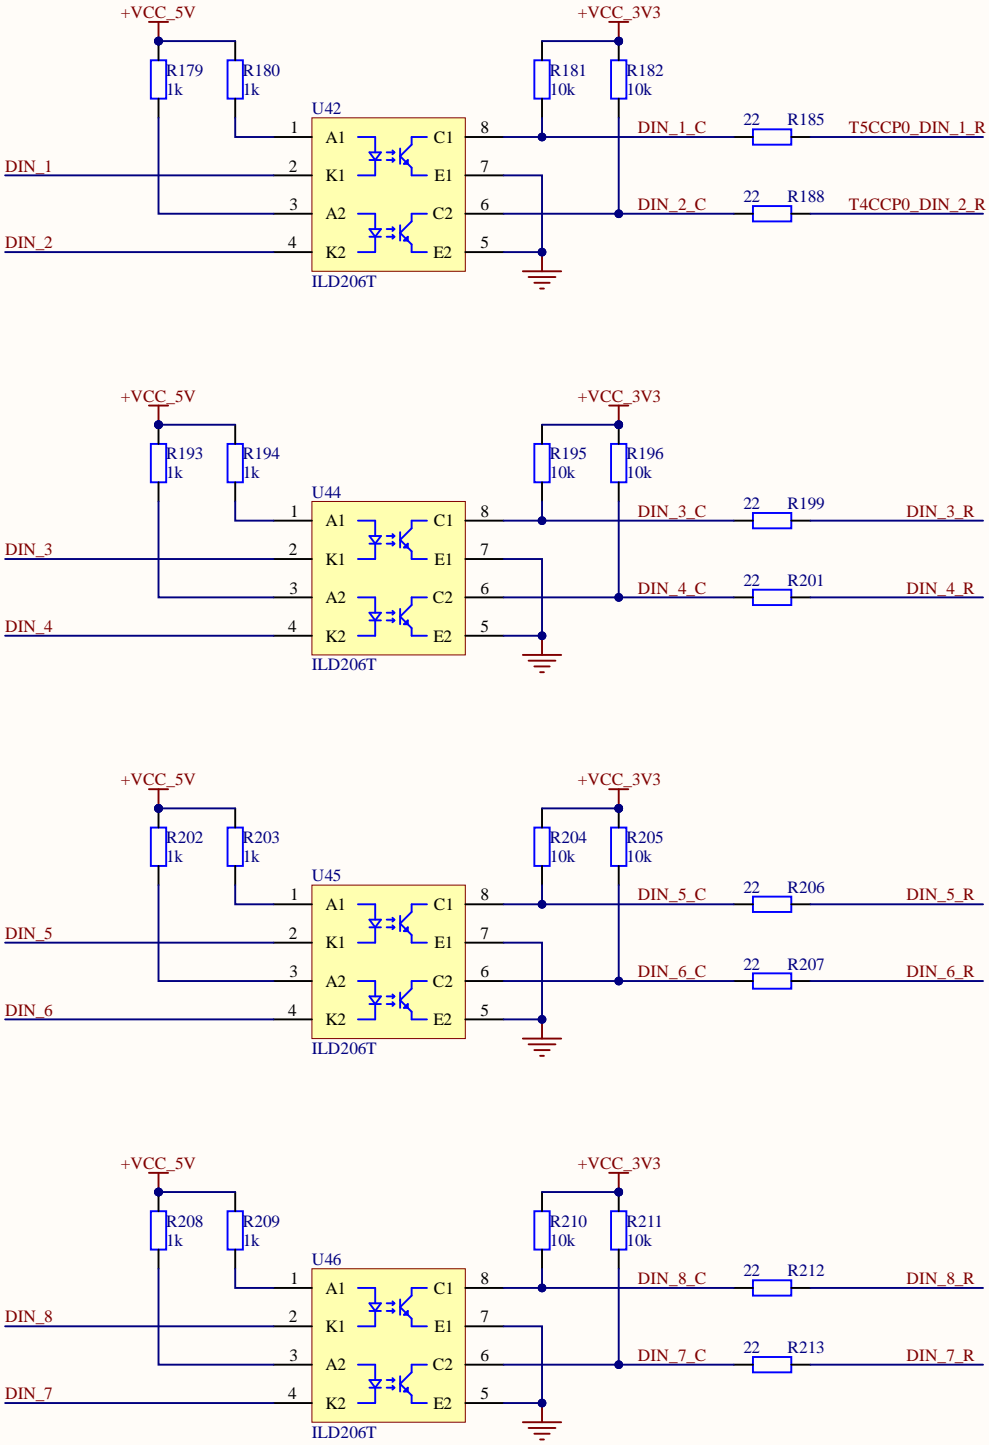 +VCC_5V +VCC_3V3
R179 R180 R181 R182
1k 1k 10k 10k
U42
1 A1 C1 8 DIN_1_C 22 R185 T5CCP0_DIN_1_R
DIN_1 2 K1 E1 7
3 A2 C2 6 DIN_2_C 22 R188 T4CCP0_DIN_2_R
DIN_2 4 K2 E2 5
ILD206T
+VCC_5V +VCC_3V3
R193 R194 R195 R196
1k 1k 10k 10k
U44
1 A1 C1 8 DIN_3_C 22 R199 DIN_3_R
DIN_3 2 K1 E1 7
3 A2 C2 6 DIN_4_C 22 R201 DIN_4_R
DIN_4 4 K2 E2 5
ILD206T
+VCC_5V +VCC_3V3
R202 R203 R204 R205
1k 1k 10k 10k
U45
1 A1 C1 8 DIN_5_C 22 R206 DIN_5_R
DIN_5 2 K1 E1 7
3 A2 C2 6 DIN_6_C 22 R207 DIN_6_R
DIN_6 4 K2 E2 5
ILD206T
+VCC_5V +VCC_3V3
R208 R209 R210 R211
1k 1k 10k 10k
U46
1 A1 C1 8 DIN_8_C 22 R212 DIN_8_R
DIN_8 2 K1 E1 7
3 A2 C2 6 DIN_7_C 22 R213 DIN_7_R
DIN_7 4 K2 E2 5
ILD206T